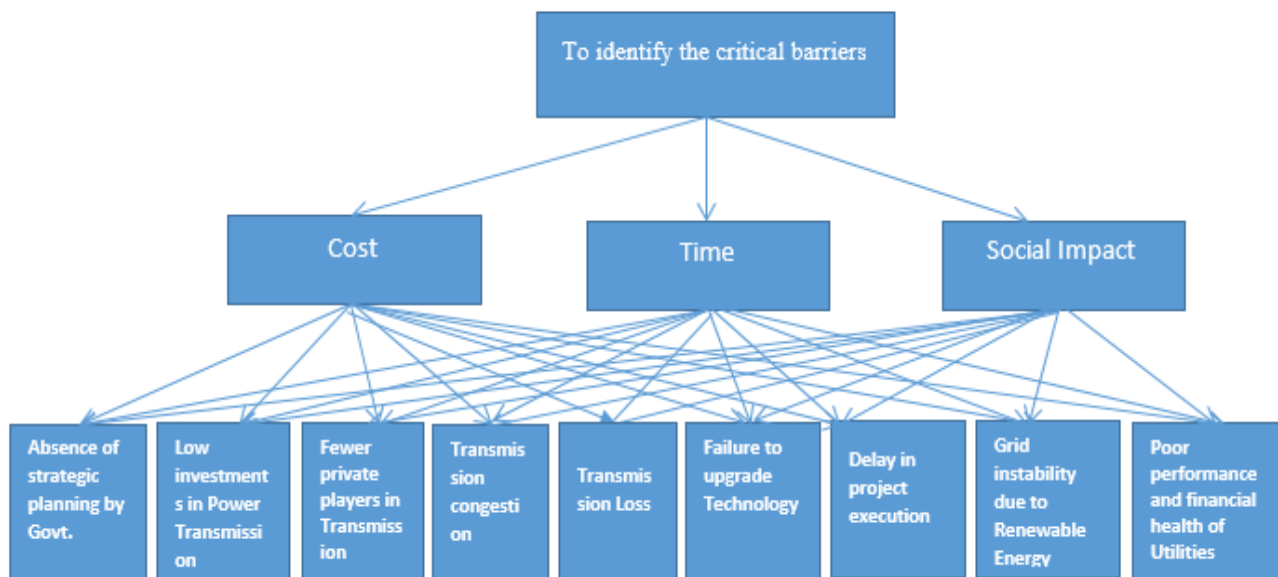 To identify the critical barriers
Cost
Time
Social Impact
Absence of
strategic
planning by
Govt.
Low
investment
s in Power
Transmissi
on
Fewer
private
players in
Transmiss
ion
Transmis
sion
congesti
on
Transmis
sion Loss
Failure to
upgrade
Technology
Delay in
project
execution
Grid
instability
due to
Renewable
Energy
Poor
performance
and financial
health of
Utilities